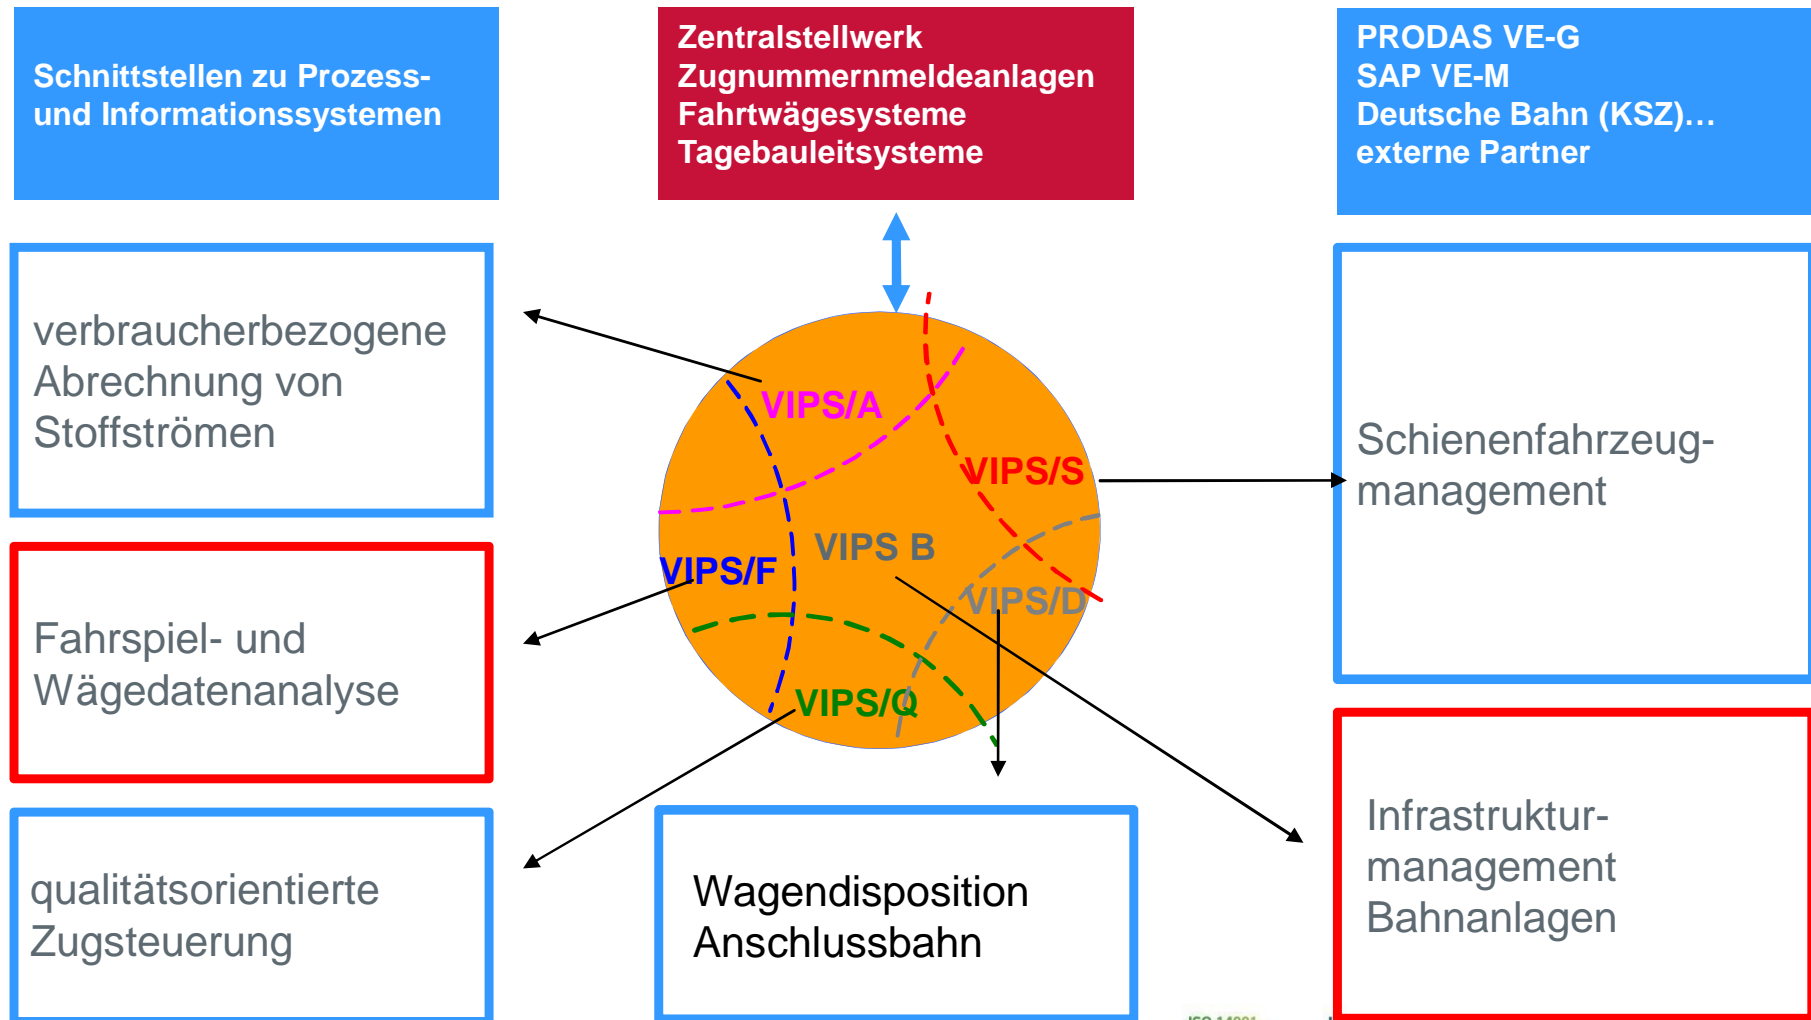 Schnittstellen zu Prozess-
und Informationssystemen
Zentralstellwerk
Zugnummernmeldeanlagen
Fahrtwägesysteme
Tagebauleitsysteme
PRODAS VE-G
SAP VE-M
Deutsche Bahn (KSZ)…
externe Partner
verbraucherbezogene
Abrechnung von
Stoffströmen
Fahrspiel- und
Wägedatenanalyse
qualitätsorientierte
Zugsteuerung
VIPS/A
VIPS/S
VIPS B
VIPS/F
VIPS/D
VIPS/Q
Wagendisposition
Anschlussbahn
Schienenfahrzeug-
management
Infrastruktur-
management
Bahnanlagen